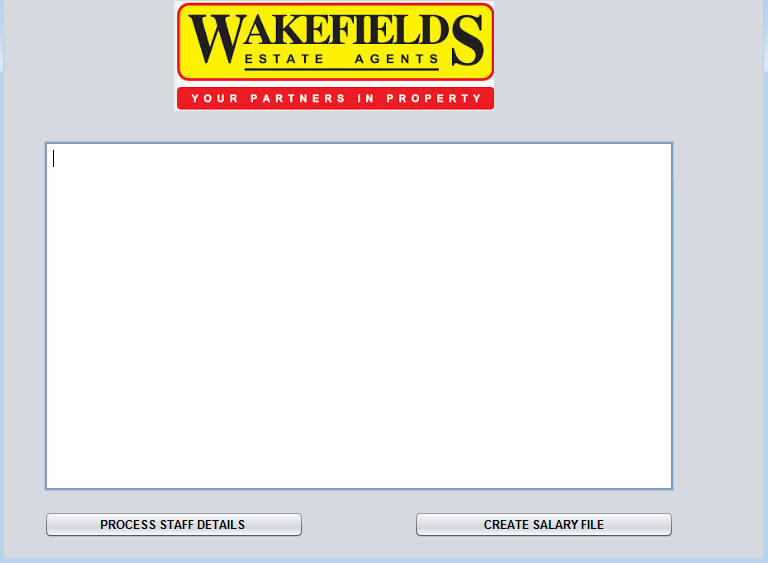 WAKEFIELDS
ESTATE AGENTS
YOUR PARTNERS IN PROPERTY
PROCESS STAFF DETAILS
CREATE SALARY FILE